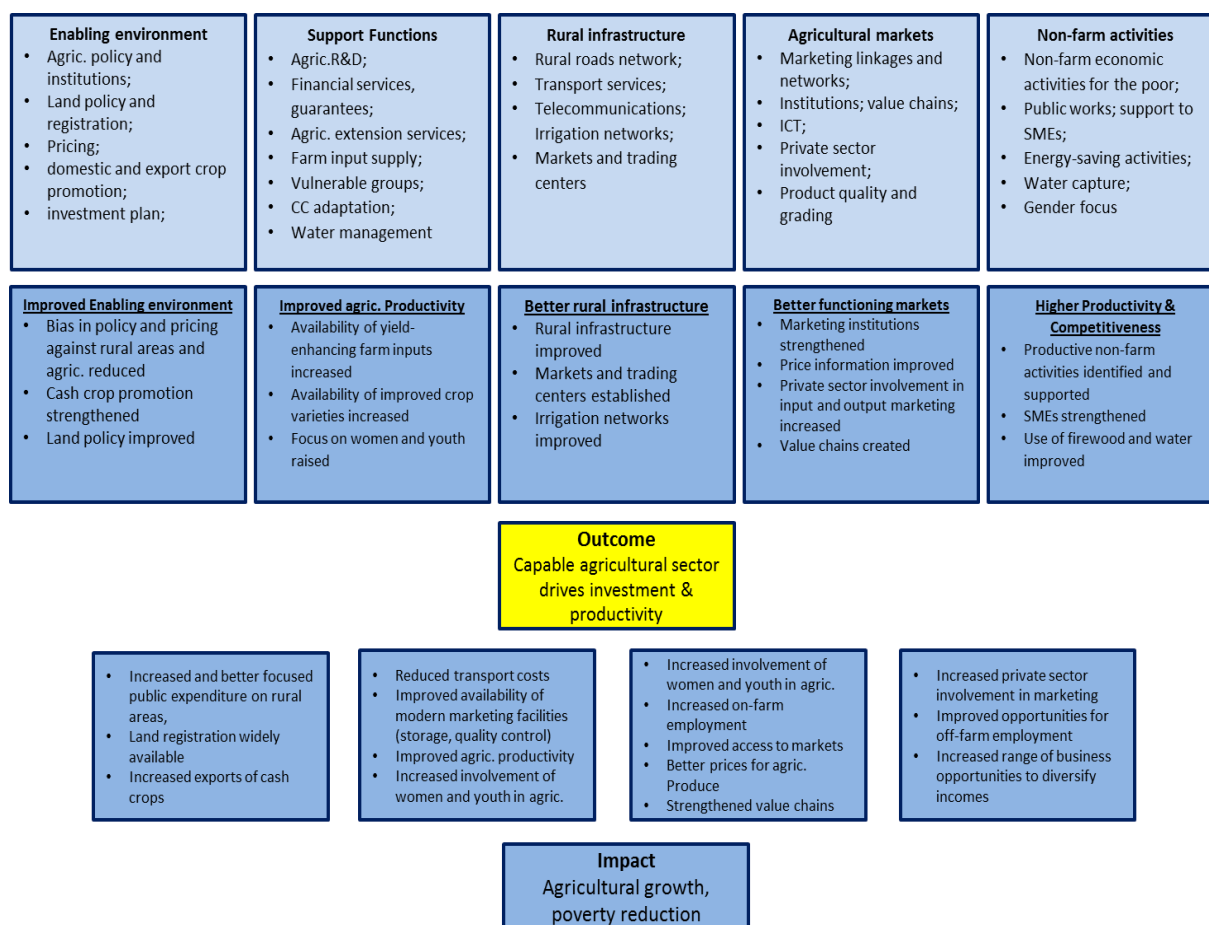 Enabling environment
• Agric. policy and
institutions;
• Land policy and
registration;
• Pricing;
• domestic and export crop
promotion;
• investment plan;
Support Functions
• Agric.R&D;
• Financial services,
guarantees;
• Agric. extension services;
• Farm input supply;
• Vulnerable groups;
• CC adaptation;
• Water management
Rural infrastructure
• Rural roads network;
• Transport services;
• Telecommunications;
Irrigation networks;
• Markets and trading
centers
Agricultural markets
• Marketing linkages and
networks;
• Institutions; value chains;
• ICT;
• Private sector
involvement;
• Product quality and
grading
Non-farm activities
• Non-farm economic
activities for the poor;
• Public works; support to
SMEs;
• Energy-saving activities;
• Water capture;
• Gender focus
Improved Enabling environment
• Bias in policy and pricing
against rural areas and
agric. reduced
• Cash crop promotion
strengthened
• Land policy improved
Improved agric. Productivity
• Availability of yield-
enhancing farm inputs
increased
• Availability of improved crop
varieties increased
• Focus on women and youth
raised
Better rural infrastructure
• Rural infrastructure
improved
• Markets and trading
centers established
• Irrigation networks
improved
Better functioning markets
• Marketing institutions
strengthened
• Price information improved
• Private sector involvement in
input and output marketing
increased
• Value chains created
Higher Productivity &
Competitiveness
• Productive non-farm
activities identified and
supported
• SMEs strengthened
• Use of firewood and water
improved
Outcome
Capable agricultural sector
drives investment &
productivity
• Increased and better focused
public expenditure on rural
areas,
• Land registration widely
available
• Increased exports of cash
crops
• Reduced transport costs
• Improved availability of
modern marketing facilities
(storage, quality control)
• Improved agric. productivity
• Increased involvement of
women and youth in agric.
• Increased involvement of
women and youth in agric.
• Increased on-farm
employment
• Improved access to markets
• Better prices for agric.
Produce
• Strengthened value chains
• Increased private sector
involvement in marketing
• Improved opportunities for
off-farm employment
• Increased range of business
opportunities to diversify
incomes
Impact
Agricultural growth,
poverty reduction